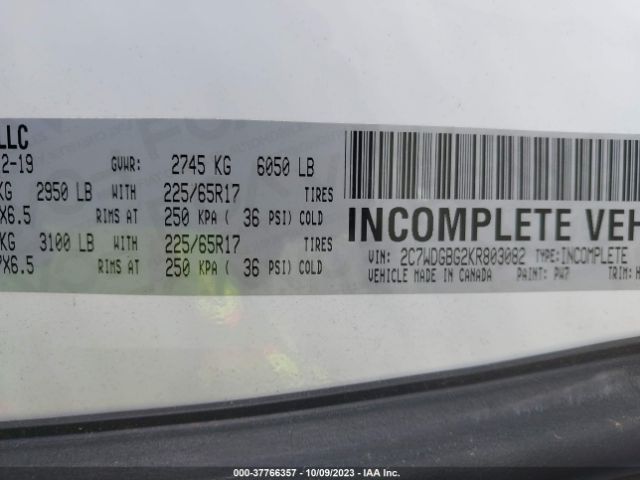 LLC
2-19 GVWR: 2745 KG 6050 LB
KG 2950 LB WITH 225/65R17 TIRES
X6.5 RIMS AT 250 KPA ( 36 PSI) COLD
KG 3100 LB WITH 225/65R17 TIRES
X6.5 RIMS AT 250 KPA ( 36 PSI) COLD
INCOMPLETE VEH
VIN: 2C7WDGBG2KR803082 TYPE: INCOMPLETE
VEHICLE MADE IN CANADA PAINT: PW7 TRIM: H
000-37766357 | 10/09/2023 | IAA Inc.